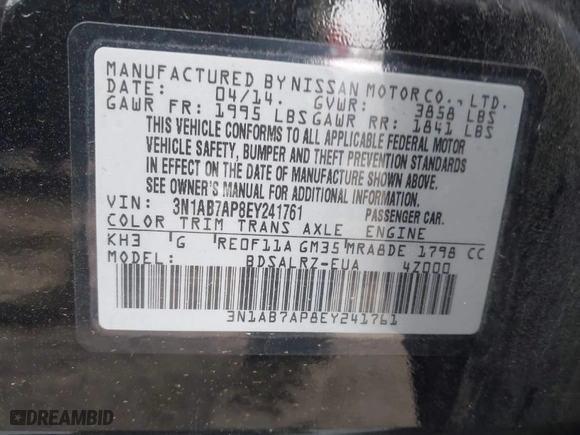 MANUFACTURED BY NISSAN MOTOR CO., LTD.
DATE: 04/14. GVWR: 3858 LBS
GAWR FR: 1995 LBS GAWR RR: 1841 LBS
THIS VEHICLE CONFORMS TO ALL APPLICABLE FEDERAL MOTOR
VEHICLE SAFETY, BUMPER AND THEFT PREVENTION STANDARDS
IN EFFECT ON THE DATE OF MANUFACTURE SHOWN ABOVE.
SEE OWNER'S MANUAL FOR ADDITIONAL INFORMATION.
VIN: 3N1AB7AP8EY241761 PASSENGER CAR.
COLOR TRIM TRANS AXLE ENGINE
KH3 G RE0F11A GM35 MRA8DE 1798 CC
MODEL: BDSALRZ-EUA 4Z000
3N1AB7AP8EY241761
DREAMBID